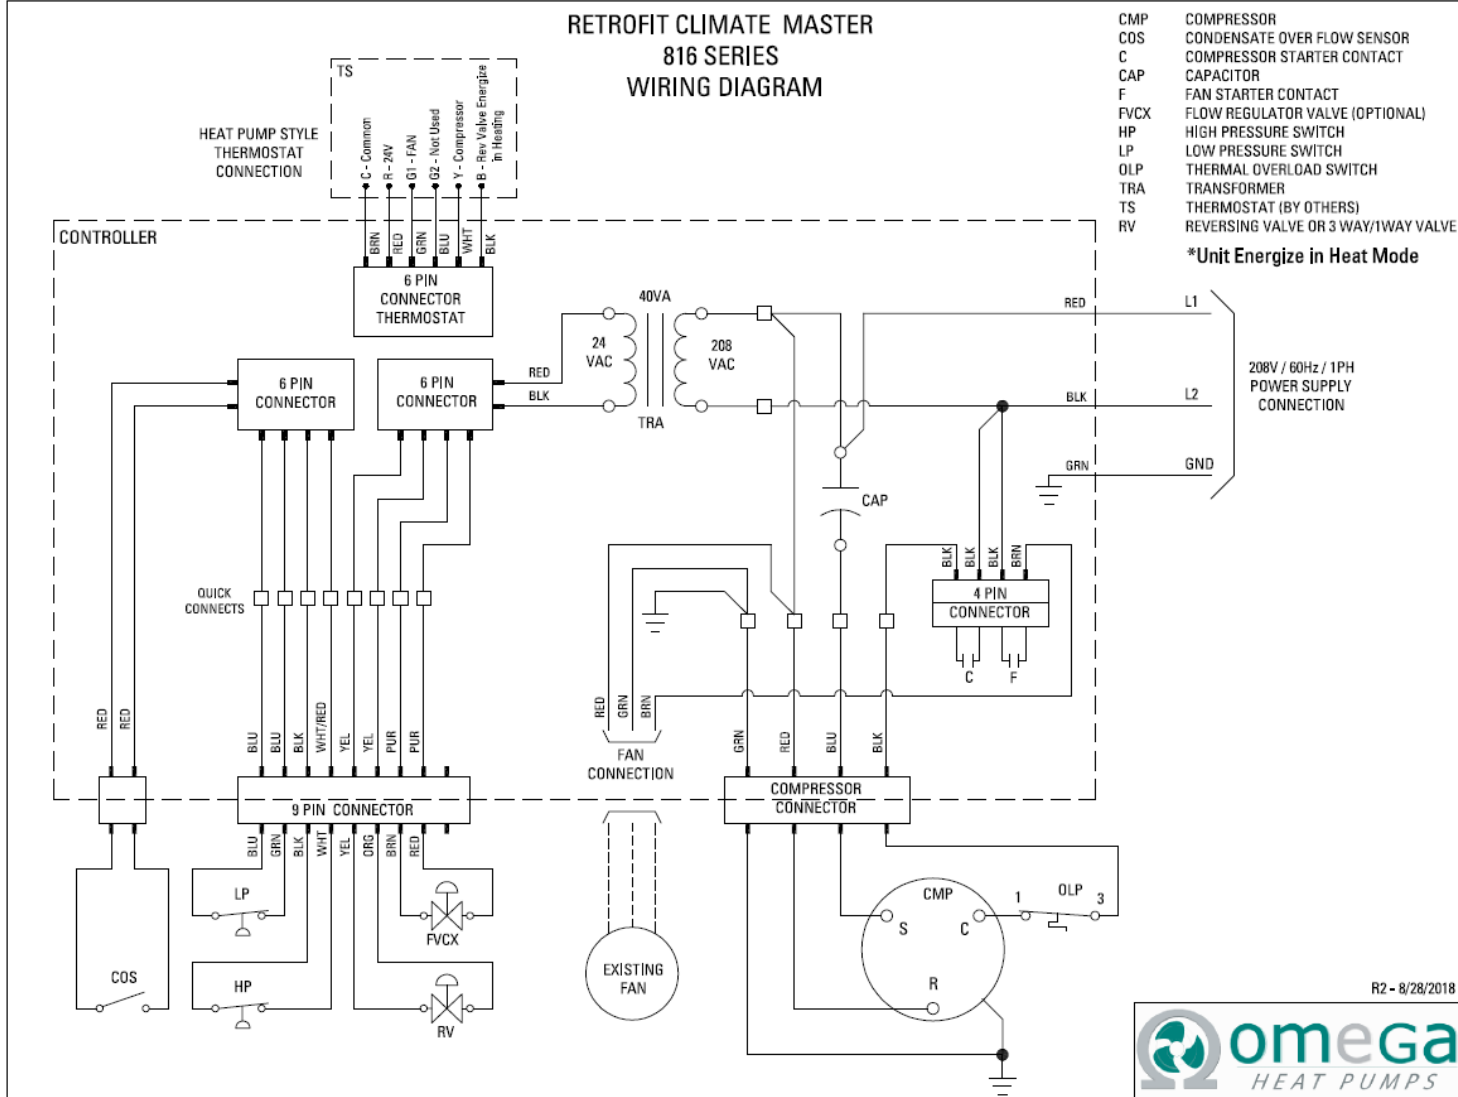 RETROFIT CLIMATE MASTER
816 SERIES
WIRING DIAGRAM
CMP COMPRESSOR
COS CONDENSATE OVER FLOW SENSOR
C COMPRESSOR STARTER CONTACT
CAP CAPACITOR
F FAN STARTER CONTACT
FVCX FLOW REGULATOR VALVE (OPTIONAL)
HP HIGH PRESSURE SWITCH
LP LOW PRESSURE SWITCH
OLP THERMAL OVERLOAD SWITCH
TRA TRANSFORMER
TS THERMOSTAT (BY OTHERS)
RV REVERSING VALVE OR 3 WAY/1WAY VALVE
*Unit Energize in Heat Mode
TS
HEAT PUMP STYLE
THERMOSTAT
CONNECTION
C - Common
R - 24V
G1 - FAN
G2 - Not Used
Y - Compressor
B - Rev Valve Energize
in Heating
CONTROLLER
BRN
RED
GRN
BLU
WHT
BLK
6 PIN
CONNECTOR
THERMOSTAT
40VA
24
VAC
208
VAC
TRA
RED
BLK
6 PIN
CONNECTOR
6 PIN
CONNECTOR
RED
L1
BLK
L2
GRN
GND
208V / 60Hz / 1PH
POWER SUPPLY
CONNECTION
CAP
QUICK
CONNECTS
BLK
BLK
BLK
BRN
4 PIN
CONNECTOR
C
F
RED
RED
BLU
BLU
BLK
WHT/RED
YEL
YEL
PUR
PUR
RED
GRN
BRN
FAN
CONNECTION
GRN
RED
BLU
BLK
9 PIN CONNECTOR
COMPRESSOR
CONNECTOR
BLU
GRN
BLK
WHT
YEL
ORG
BRN
RED
LP
FVCX
COS
HP
RV
EXISTING
FAN
CMP
S
C
R
1
OLP
3
R2 - 8/28/2018
omega
HEAT PUMPS